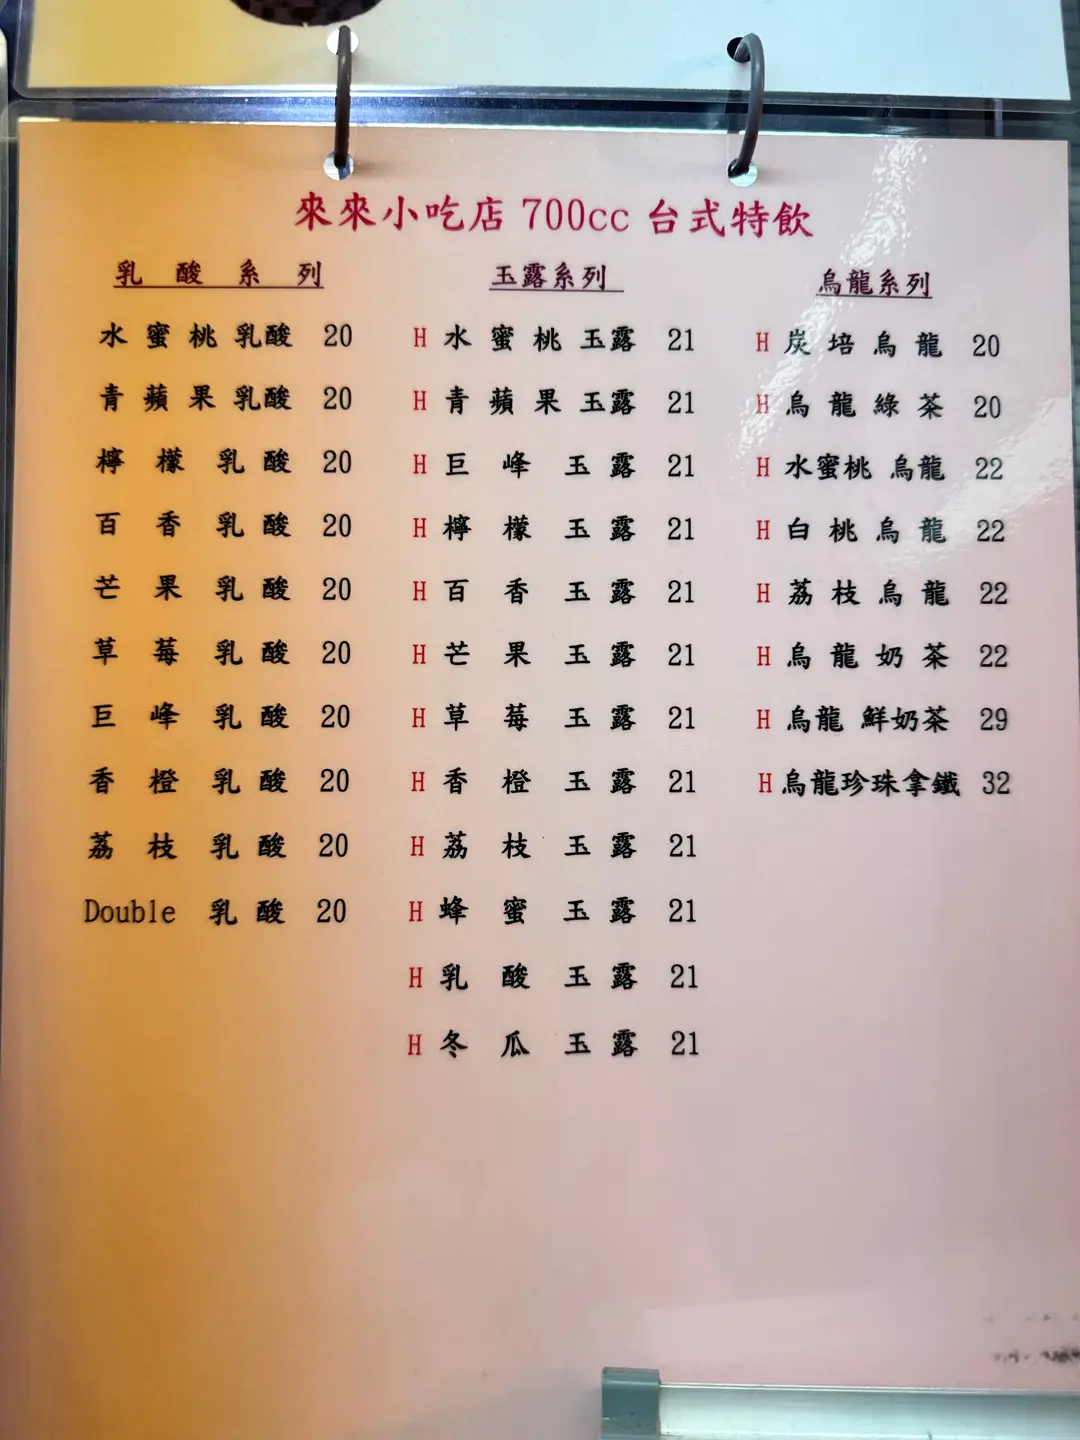 來來小吃店 700cc 台式特飲
乳酸系列
水蜜桃乳酸 20
青蘋果乳酸 20
檸檬乳酸 20
百香乳酸 20
芒果乳酸 20
草莓乳酸 20
巨峰乳酸 20
香橙乳酸 20
荔枝乳酸 20
Double 乳酸 20
玉露系列
H 水蜜桃玉露 21
H 青蘋果玉露 21
H 巨峰玉露 21
H 檸檬玉露 21
H 百香玉露 21
H 芒果玉露 21
H 草莓玉露 21
H 香橙玉露 21
H 荔枝玉露 21
H 蜂蜜玉露 21
H 乳酸玉露 21
H 冬瓜玉露 21
烏龍系列
H 炭培烏龍 20
H 烏龍綠茶 20
H 水蜜桃烏龍 22
H 白桃烏龍 22
H 荔枝烏龍 22
H 烏龍奶茶 22
H 烏龍鮮奶茶 29
H 烏龍珍珠拿鐵 32